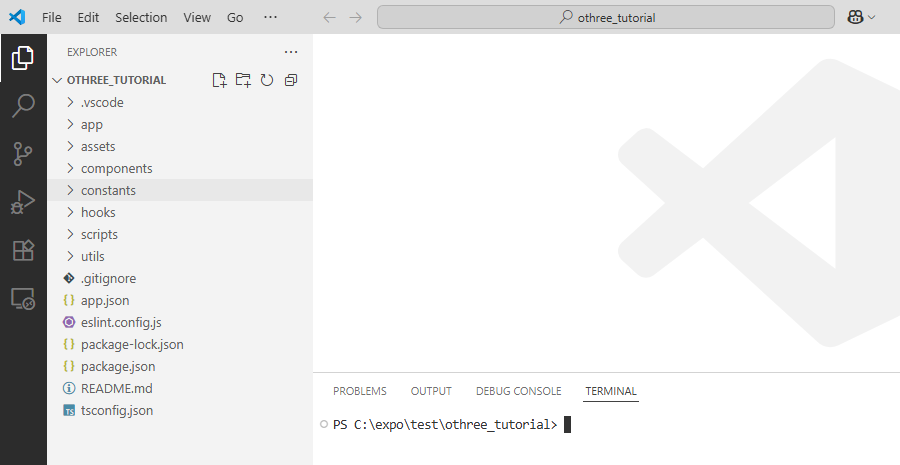 File Edit Selection View Go ···
othree_tutorial
EXPLORER
OTHREE_TUTORIAL
.vscode
app
assets
components
constants
hooks
scripts
utils
.gitignore
{} app.json
eslint.config.js
{} package-lock.json
{} package.json
README.md
TS tsconfig.json
PROBLEMS OUTPUT DEBUG CONSOLE TERMINAL
PS C:\expo\test\othree_tutorial>